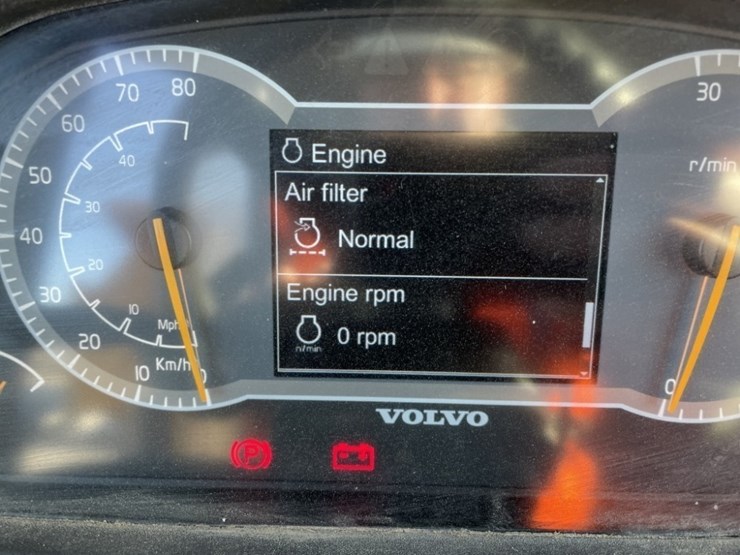 80
70
60
50
40
30
20
10
0
40
30
20
10
Mph
Km/h
Engine
Air filter
Normal
Engine rpm
r/min
0 rpm
30
r/min
0
VOLVO
P